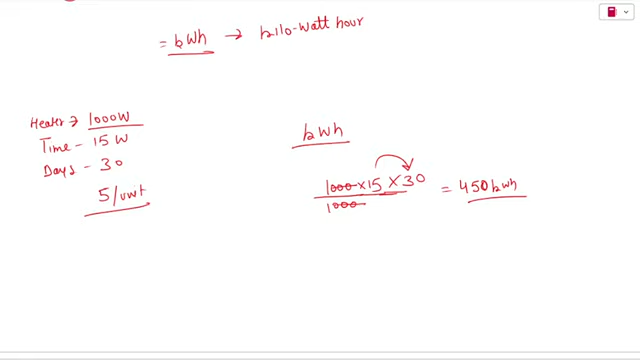 = kWh → kilo-watt hour
Heater → 1000W
Time - 15 W
Days - 30
5/unit
kWh
1000 × 15 × 30
1000
= 450 kwh